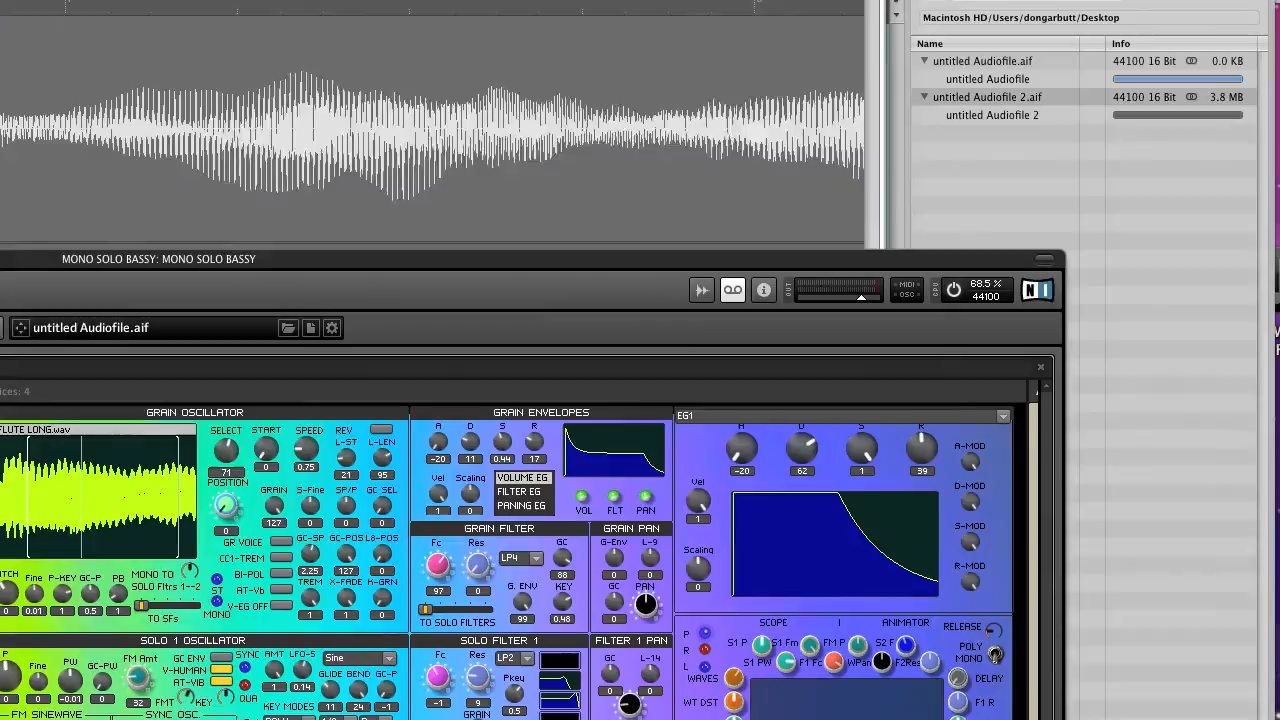 Macintosh HD/Users/dongarbutt/Desktop
Name Info
untitled Audiofile.aif 44100 16 Bit 0.0 KB
untitled Audiofile
untitled Audiofile 2.aif 44100 16 Bit 3.8 MB
untitled Audiofile 2
MONO SOLO BASSY: MONO SOLO BASSY
OUT MIDI OSC CPU 68.5 % 44100 NI
untitled Audiofile.aif
ices: 4
GRAIN OSCILLATOR
FLUTE LONG.wav
SELECT START SPEED REV
L-ST L-LEN
71 0 0.75 21 95
POSITION
GRAIN S-Fine SP/P GC SEL
0 127 0 0 0
GR VOICE GC-SP GC-POS L8-POS
CC1-TREM
BI-POL 2.25 127 0
PITCH Fine P-KEY GC-P PB
MONO TO SOLO FLTRS 1--2
ST MONO
AT-Vb TREM X-FADE K-GRN
V-EG OFF
0 0.01 1 0.5 1
TO SFs
1 1 0
GRAIN ENVELOPES
A D S R
-20 11 0.44 17
Vel Scaling
1 0
VOLUME EG
FILTER EG
PANING EG
VOL FLT PAN
GRAIN FILTER
Fc Res LP4 GC
97 0 88
G. ENV KEY
99 0.48
TO SOLO FILTERS
GRAIN PAN
G-Env L-9
0 0
GC PAN
0
EG1
A D S R
-20 62 1 39
A-MOD
D-MOD
S-MOD
R-MOD
Vel
1
Scaling
0
SOLO 1 OSCILLATOR
P Fine PW GC-PW FM Amt
GC ENV SYNC AMT LFO-5 Sine
V-HUMAN
E-VIB
GLIDE BEND GC-P
0 0 -0.01 0 32
FMT KEY OUA
1 0.14
KEY MODES 11 24 -1
FM SINEWAVE SYNC OSC.
SOLO FILTER 1
Fc Res LP2
Pkey
-1 9 0.5
GRAIN
FILTER 1 PAN
GC L-14
0 0
SCOPE I ANIMATOR
P
R
L
S1 P S1 Fm FM P S2 F
S1 PW F1 Fc WPan F2Res
WAVES
WT DST
RELEASE
POLY
MONO
DELAY
F1 R